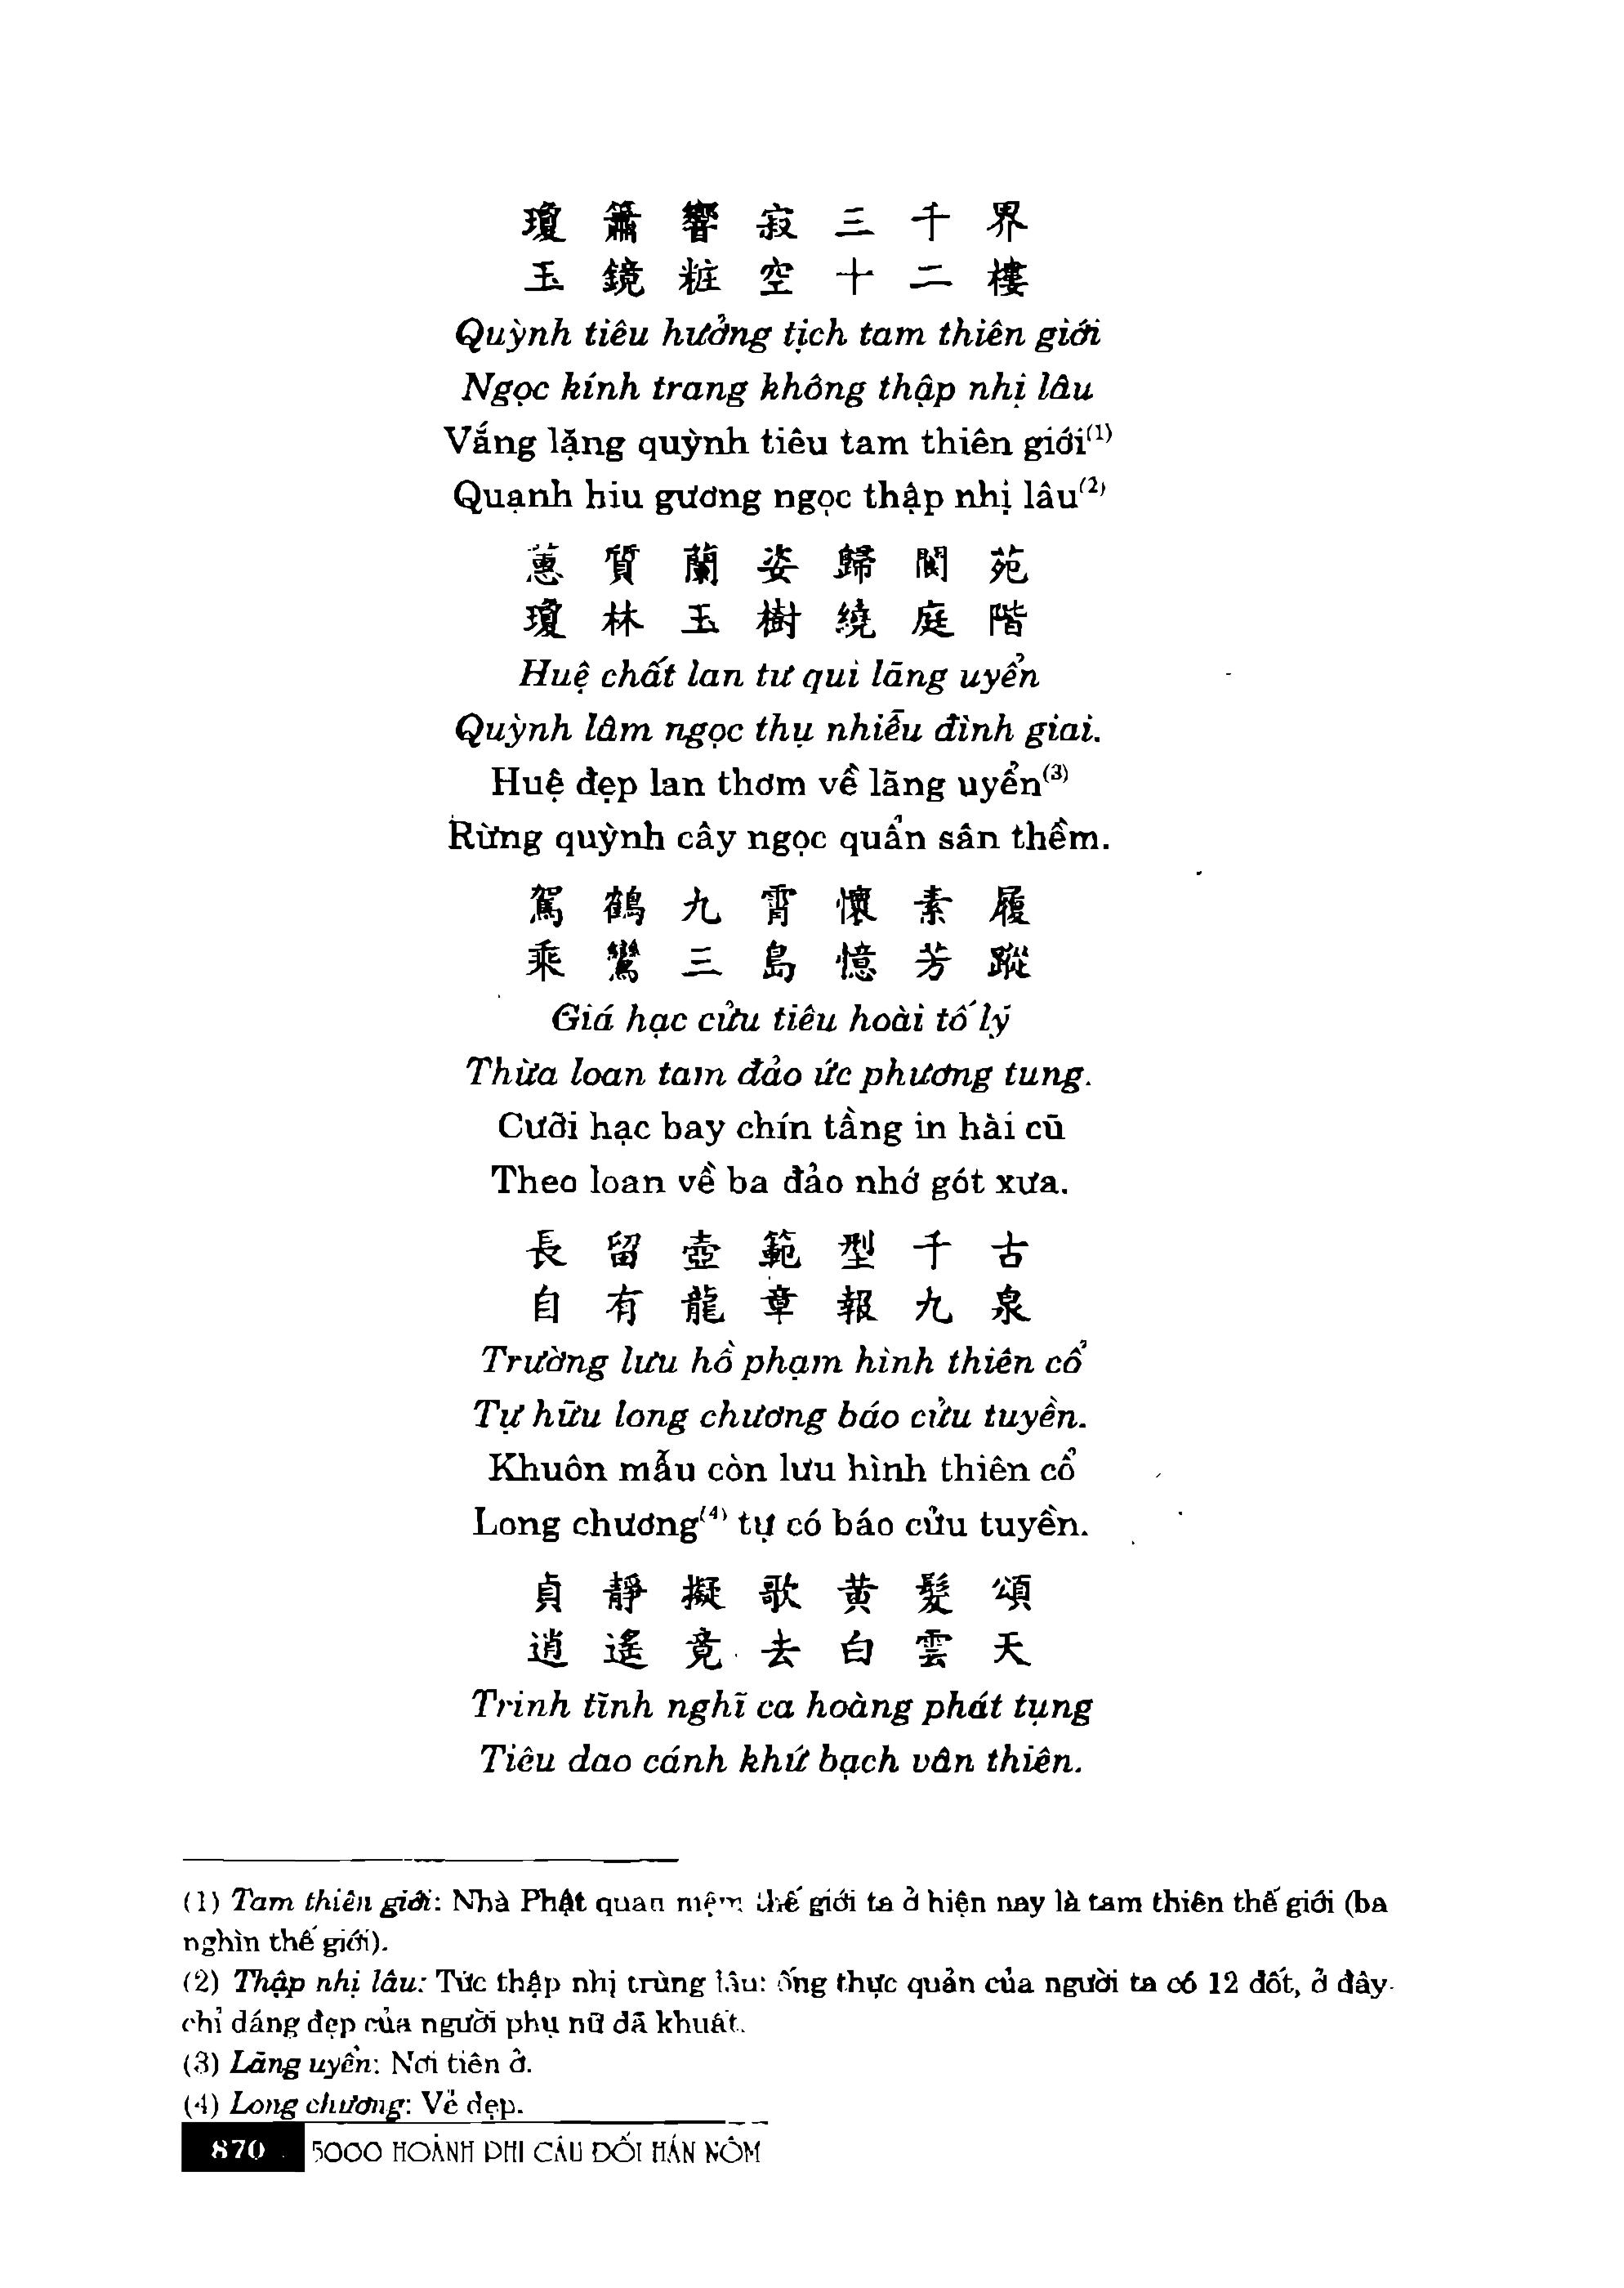 瓊簫響寂三千界
玉鏡粧空十二樓
Quỳnh tiêu hưởng tịch tam thiên giới
Ngọc kính trang không thập nhị lâu
Vắng lặng quỳnh tiêu tam thiên giới(1)
Quạnh hiu gương ngọc thập nhị lâu(2)
蕙質蘭姿歸閬苑
瓊林玉樹繞庭階
Huệ chất lan tư qui lãng uyển
Quỳnh lâm ngọc thụ nhiễu đình giai.
Huệ đẹp lan thơm về lãng uyển(3)
Rừng quỳnh cây ngọc quẩn sân thềm.
駕鶴九霄懷素履
乘鸞三島憶芳蹤
Giá hạc cửu tiêu hoài tố lý
Thừa loan tam đảo ức phương tung.
Cưỡi hạc bay chín tầng in hài cũ
Theo loan về ba đảo nhớ gót xưa.
長留壺範型千古
自有龍章報九泉
Trường lưu hồ phạm hình thiên cổ
Tự hữu long chương báo cửu tuyền.
Khuôn mẫu còn lưu hình thiên cổ
Long chương(4) tự có báo cửu tuyền.
貞靜擬歌黄髮頌
逍遙竟去白雲天
Trinh tĩnh nghĩ ca hoàng phát tụng
Tiêu dao cánh khứ bạch vân thiên.
(1) Tam thiên giới: Nhà Phật quan niệm thế giới ta ở hiện nay là tam thiên thế giới (ba
nghìn thế giới).
(2) Thập nhị lâu: Tức thập nhị trùng lâu: ống thực quản của người ta có 12 đốt, ở đây
chỉ dáng đẹp của người phụ nữ đã khuất.
(3) Lãng uyển: Nơi tiên ở.
(4) Long chương: Vẻ đẹp.
870 5000 HOÀNH PHI CÂU ĐỐI HÁN NÔM